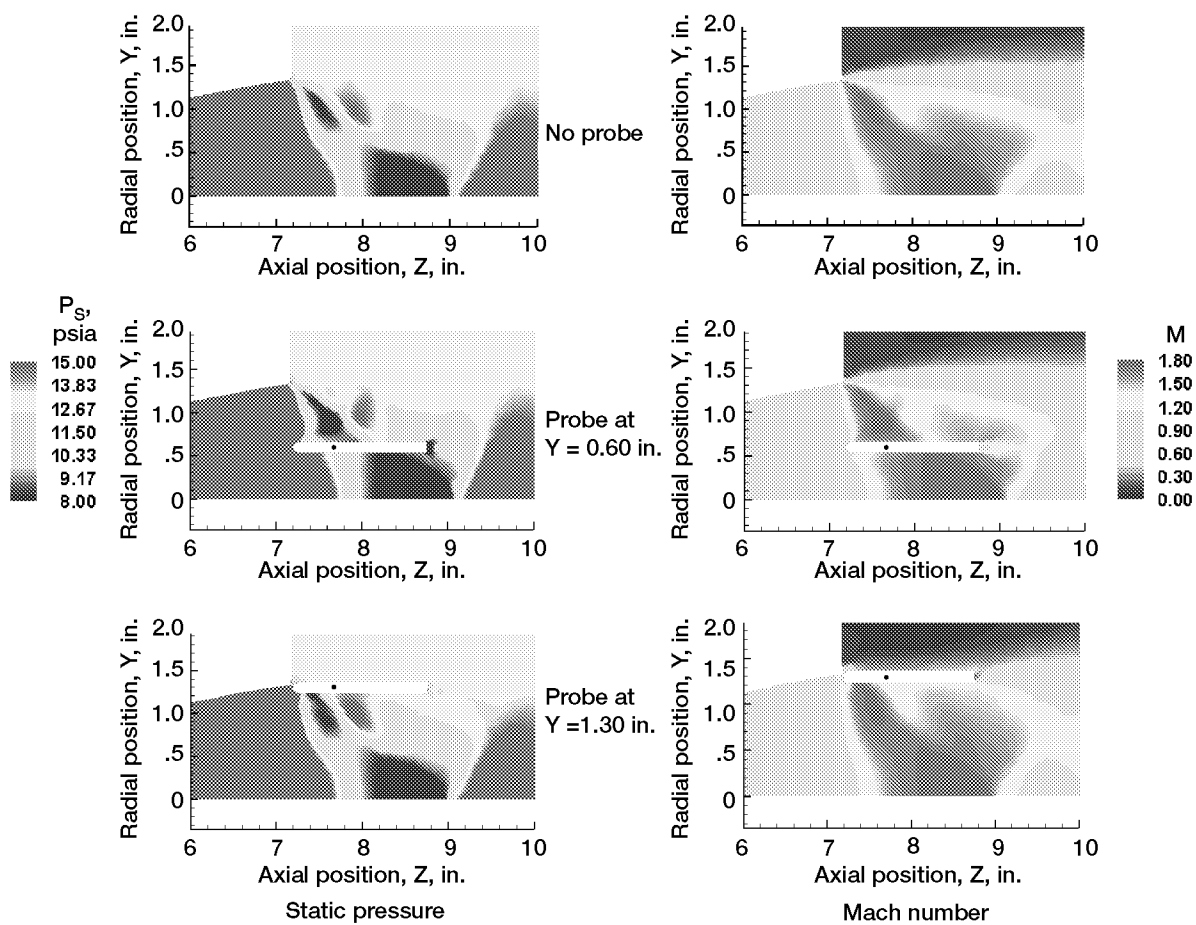 2.0
1.5
1.0
.5
0
Radial position, Y, in.
6 7 8 9 10
Axial position, Z, in.
No probe
2.0
1.5
1.0
.5
0
Radial position, Y, in.
6 7 8 9 10
Axial position, Z, in.
PS,
psia
15.00
13.83
12.67
11.50
10.33
9.17
8.00
2.0
1.5
1.0
.5
0
Radial position, Y, in.
6 7 8 9 10
Axial position, Z, in.
Probe at
Y = 0.60 in.
2.0
1.5
1.0
.5
0
Radial position, Y, in.
6 7 8 9 10
Axial position, Z, in.
M
1.80
1.50
1.20
0.90
0.60
0.30
0.00
2.0
1.5
1.0
.5
0
Radial position, Y, in.
6 7 8 9 10
Axial position, Z, in.
Static pressure
Probe at
Y =1.30 in.
2.0
1.5
1.0
.5
0
Radial position, Y, in.
6 7 8 9 10
Axial position, Z, in.
Mach number